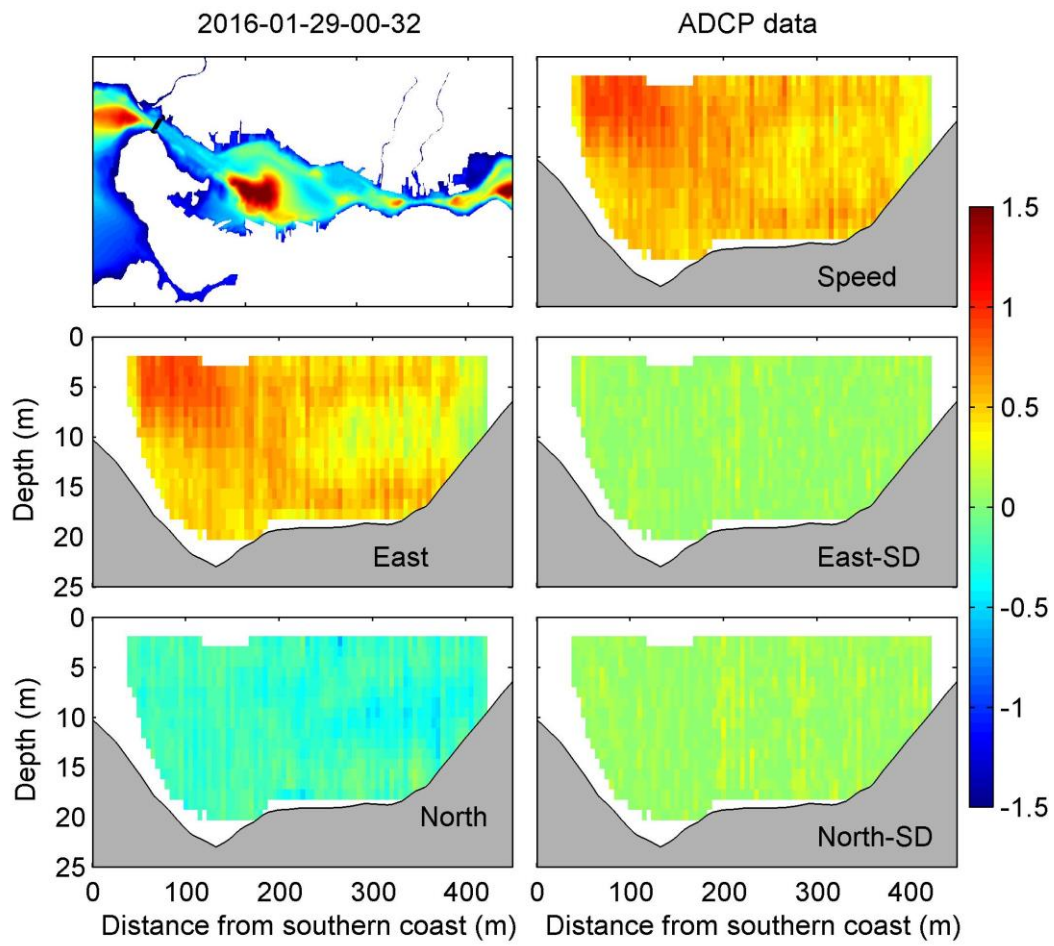 2016-01-29-00-32
ADCP data
Speed
1.5
1
0.5
0
-0.5
-1
-1.5
0
5
10
15
20
25
Depth (m)
East
East-SD
0
5
10
15
20
25
Depth (m)
North
North-SD
0 100 200 300 400
0 100 200 300 400
Distance from southern coast (m)
Distance from southern coast (m)